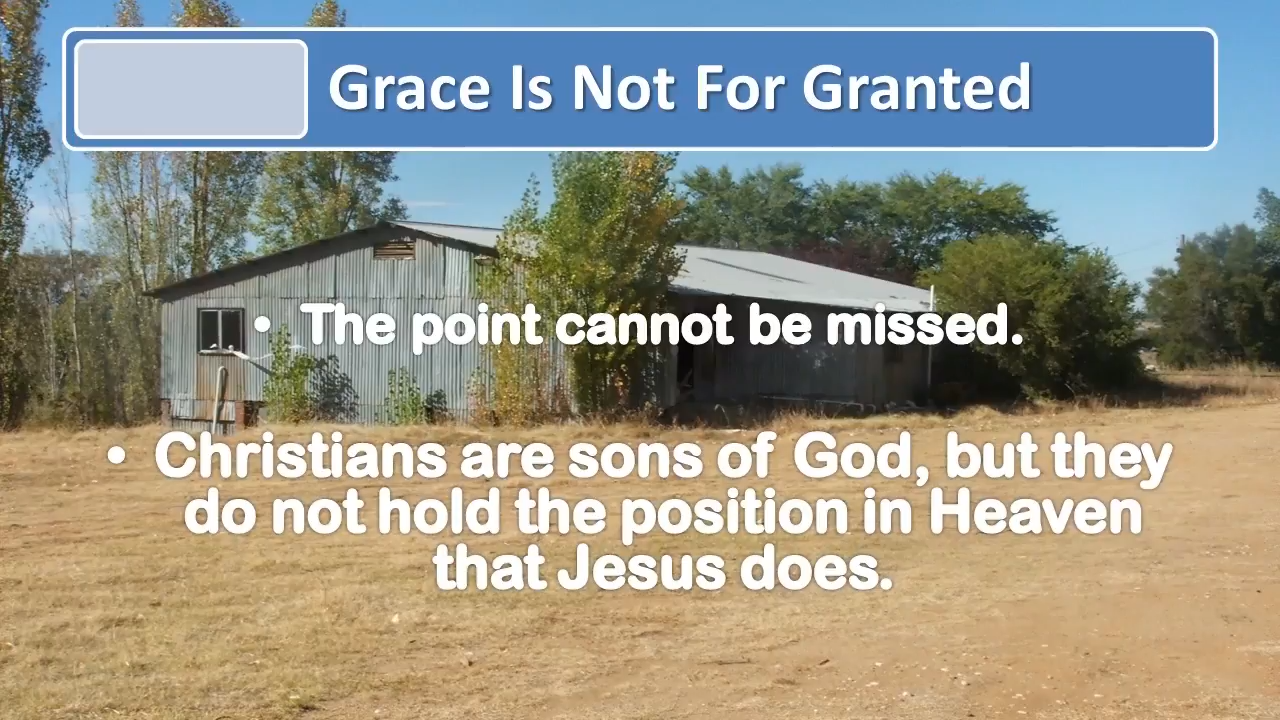 Grace Is Not For Granted
• The point cannot be missed.
• Christians are sons of God, but they
do not hold the position in Heaven
that Jesus does.